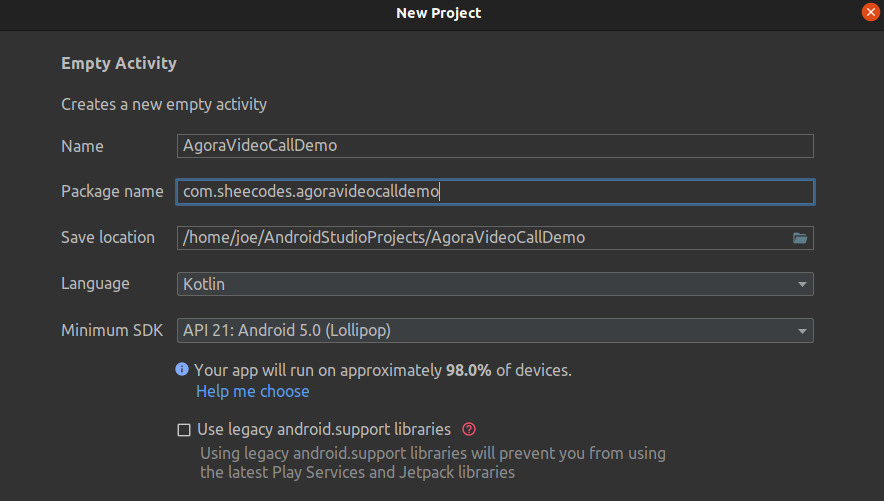 New Project
Empty Activity
Creates a new empty activity
Name AgoraVideoCallDemo
Package name com.sheecodes.agoravideocalldemo
Save location /home/joe/AndroidStudioProjects/AgoraVideoCallDemo
Language Kotlin
Minimum SDK API 21: Android 5.0 (Lollipop)
Your app will run on approximately 98.0% of devices.
Help me choose
Use legacy android.support libraries
Using legacy android.support libraries will prevent you from using
the latest Play Services and Jetpack libraries